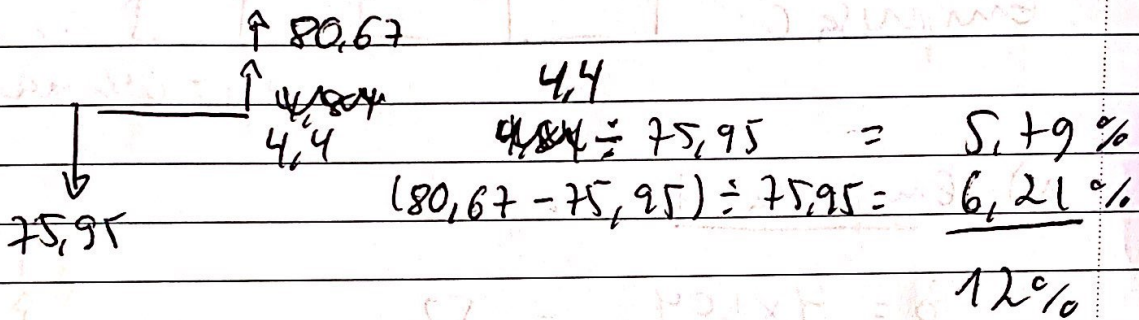 ↑ 80,67
4,4
4,4 ÷ 75,95 = 5,79 %
(80,67 - 75,95) ÷ 75,95 = 6,21 %
75,95
12%